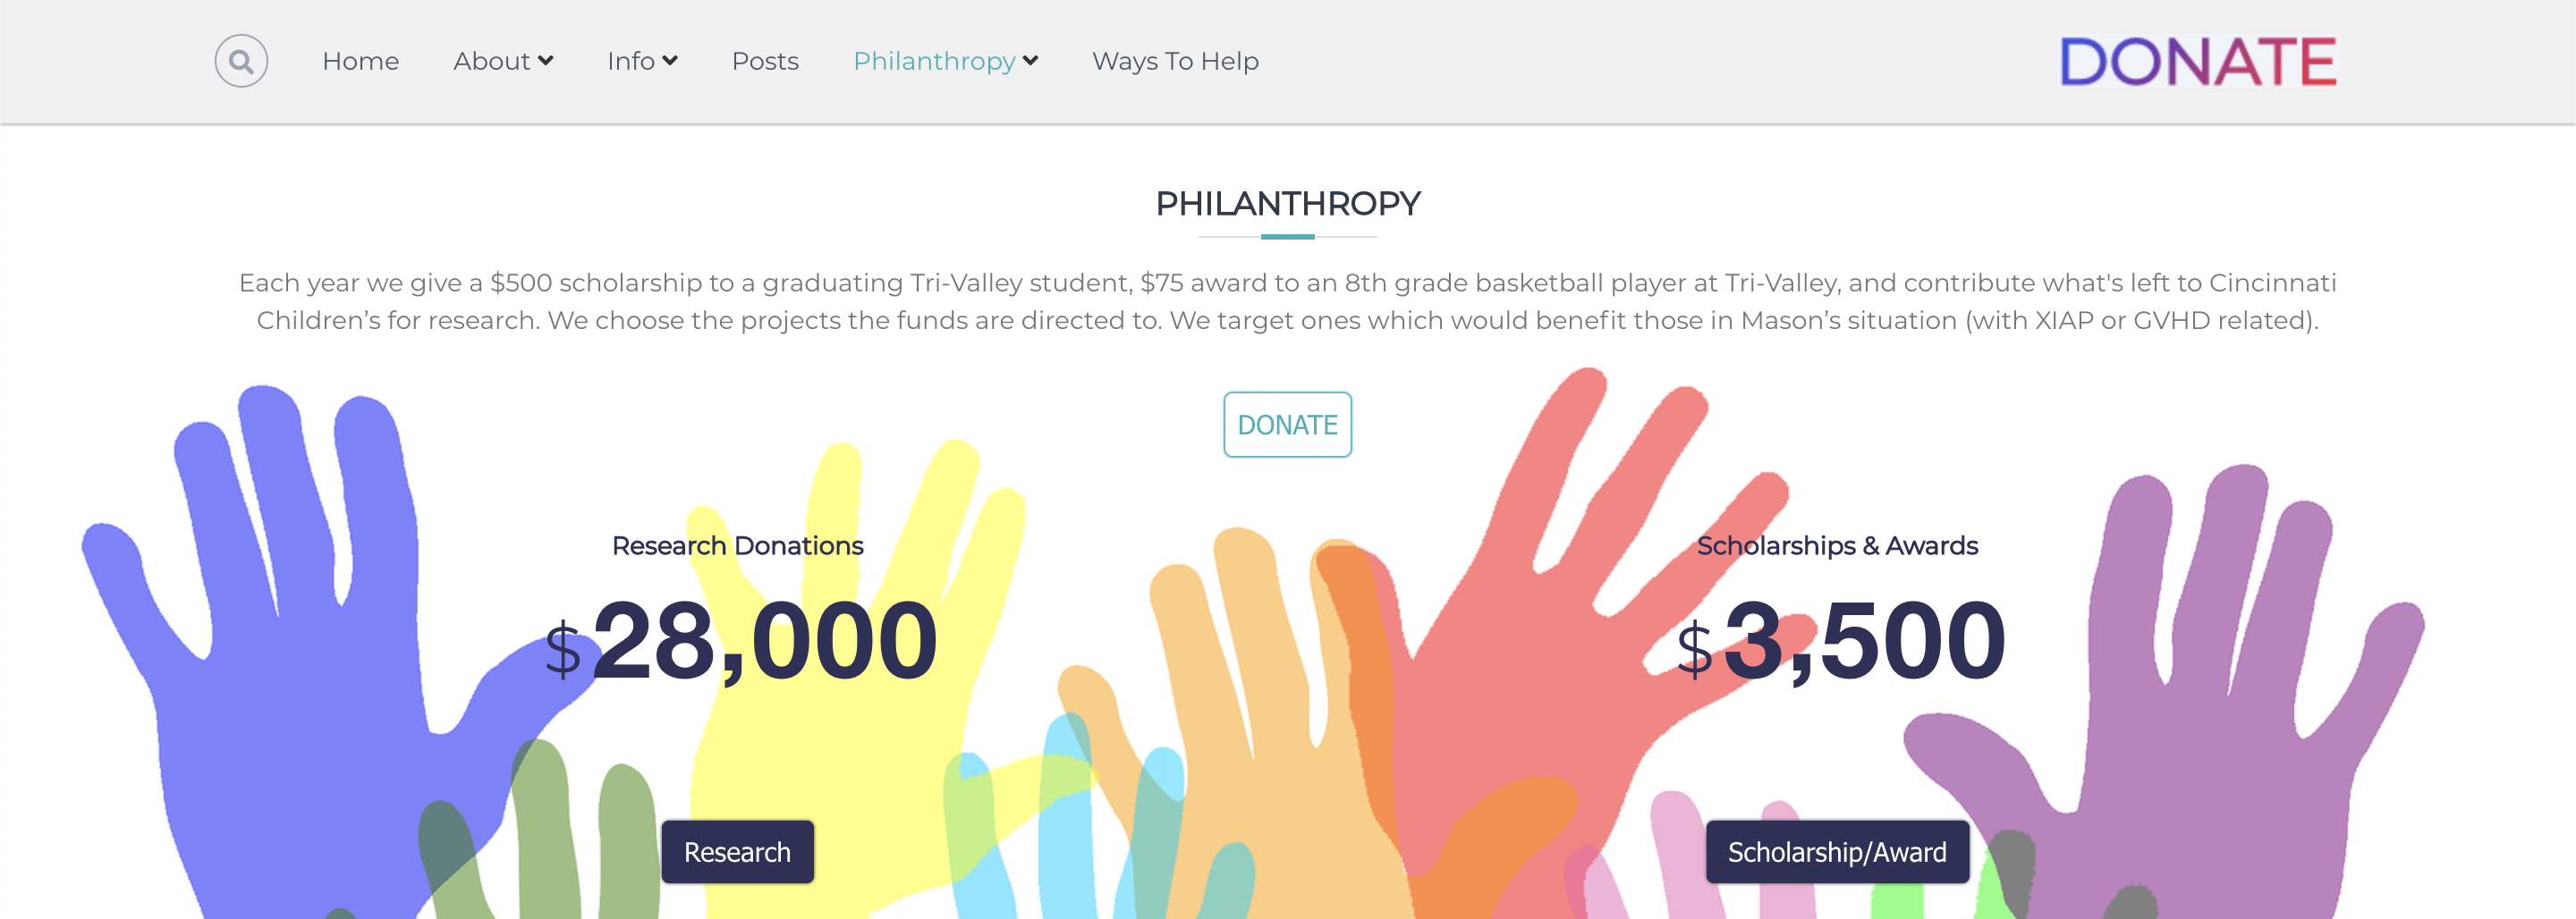 Home About Info Posts Philanthropy Ways To Help DONATE
PHILANTHROPY
Each year we give a $500 scholarship to a graduating Tri-Valley student, $75 award to an 8th grade basketball player at Tri-Valley, and contribute what's left to Cincinnati
Children’s for research. We choose the projects the funds are directed to. We target ones which would benefit those in Mason’s situation (with XIAP or GVHD related).
DONATE
Research Donations
$28,000
Research
Scholarships & Awards
$3,500
Scholarship/Award